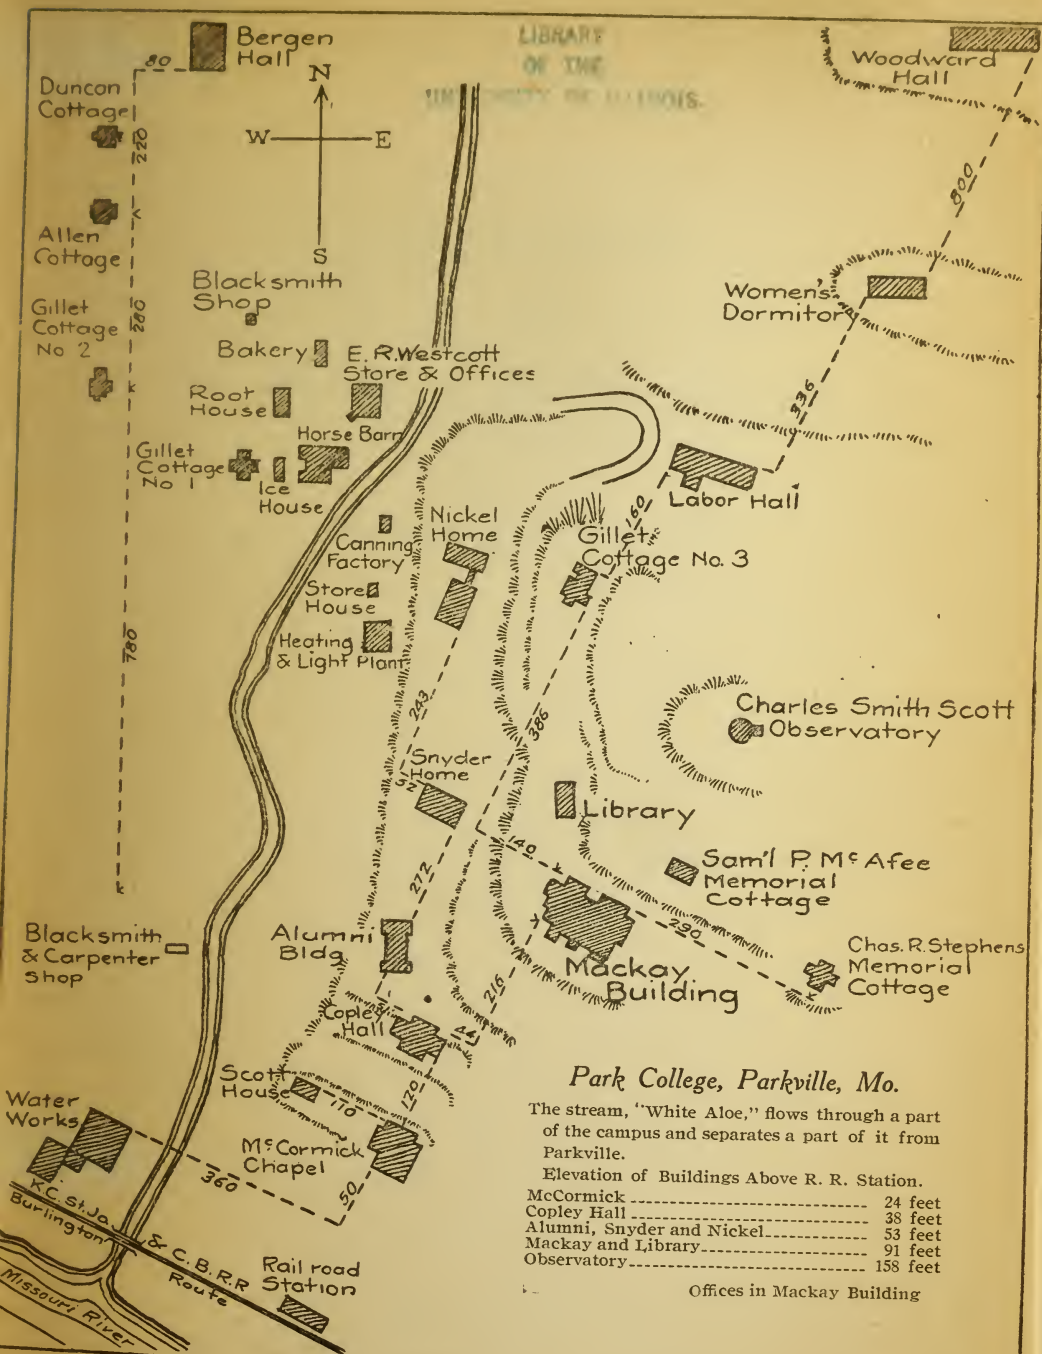 Bergen
Hall
LIBRARY
OF THE
UNIVERSITY OF ILLINOIS.
Woodward
Hall
N
W
E
S
80
Duncan
Cottage
220
Allen
Cottage
800
Blacksmith
Shop
Women's
Dormitory
Gillet
Cottage
No 2
280
Bakery
E. R. Westcott
Store & Offices
Root
House
336
Horse Barn
Gillet
Cottage
No 1
Ice
House
Labor Hall
160
Nickel
Home
Canning
Factory
Gillet
Cottage No. 3
Store
House
Heating
& Light Plant
780
243
386
Charles Smith Scott
Observatory
Snyder
Home
52
Library
140
Sam'l P. McAfee
Memorial
Cottage
272
290
Blacksmith
& Carpenter
Shop
Alumni
Bldg
Mackay
Building
Chas. R. Stephens
Memorial
Cottage
216
Copley
Hall
44
Scott
House
170
120
Water
Works
McCormick
Chapel
360
50
K.C. St. Jo. & C. B. R. R
Burlington Route
Rail road
Station
Missouri River
Park College, Parkville, Mo.
The stream, "White Aloe," flows through a part
of the campus and separates a part of it from
Parkville.
Elevation of Buildings Above R. R. Station.
McCormick 24 feet
Copley Hall 38 feet
Alumni, Snyder and Nickel 53 feet
Mackay and Library 91 feet
Observatory 158 feet
Offices in Mackay Building